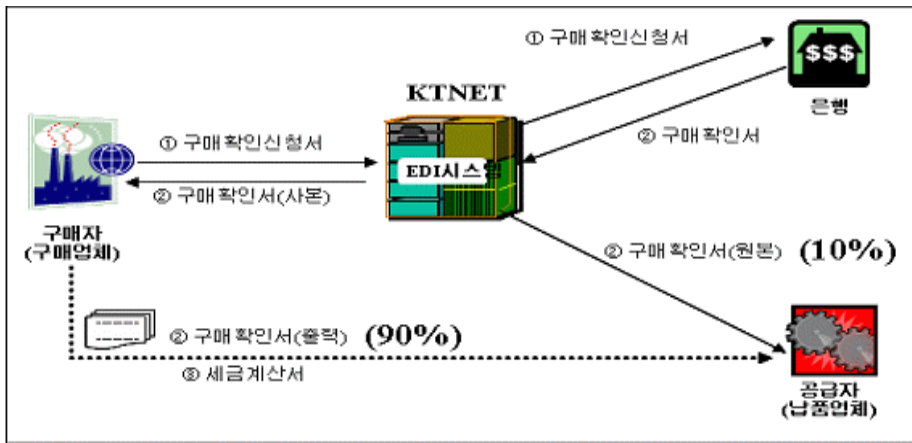 ① 구매확인신청서
$$$
은행
KTNET
① 구매확인신청서
② 구매확인서
EDI시스템
② 구매확인서(사본)
구매자
(구매업체)
② 구매확인서(원본) (10%)
② 구매확인서(출력) (90%)
③ 세금계산서
공급자
(납품업체)